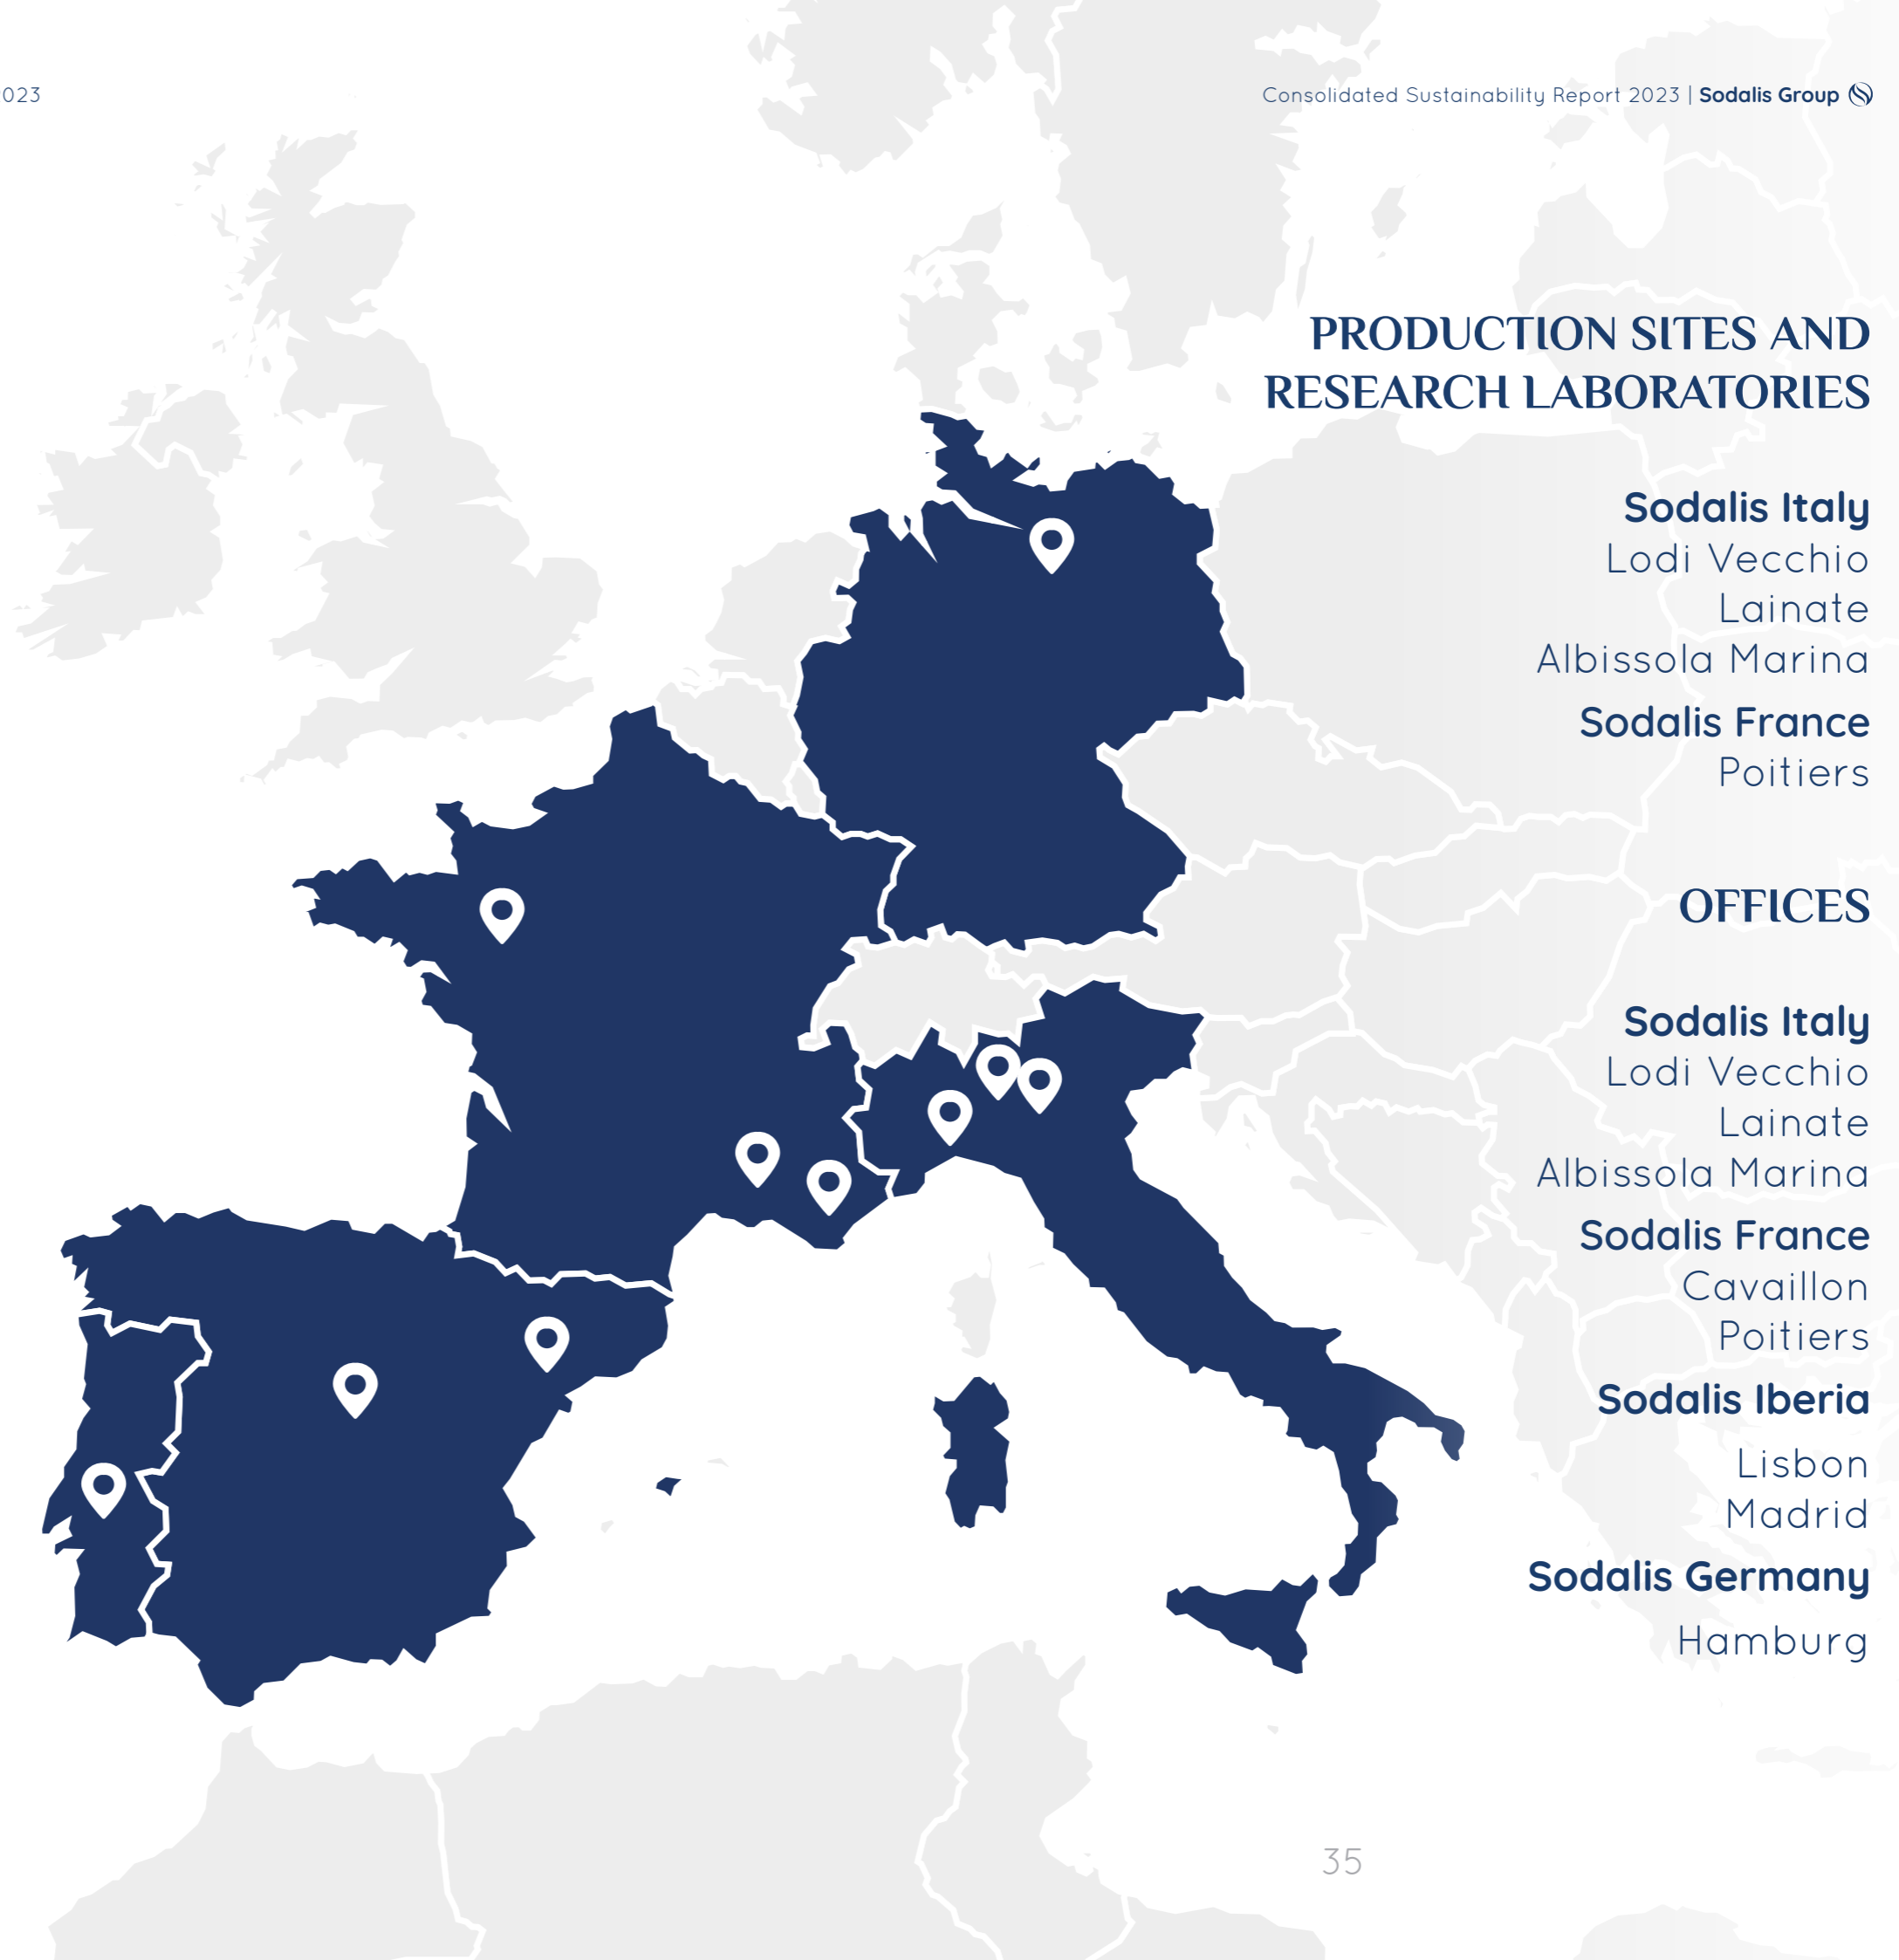 023
Consolidated Sustainability Report 2023 | Sodalis Group
PRODUCTION SITES AND
RESEARCH LABORATORIES
Sodalis Italy
Lodi Vecchio
Lainate
Albissola Marina
Sodalis France
Poitiers
OFFICES
Sodalis Italy
Lodi Vecchio
Lainate
Albissola Marina
Sodalis France
Cavaillon
Poitiers
Sodalis Iberia
Lisbon
Madrid
Sodalis Germany
Hamburg
35